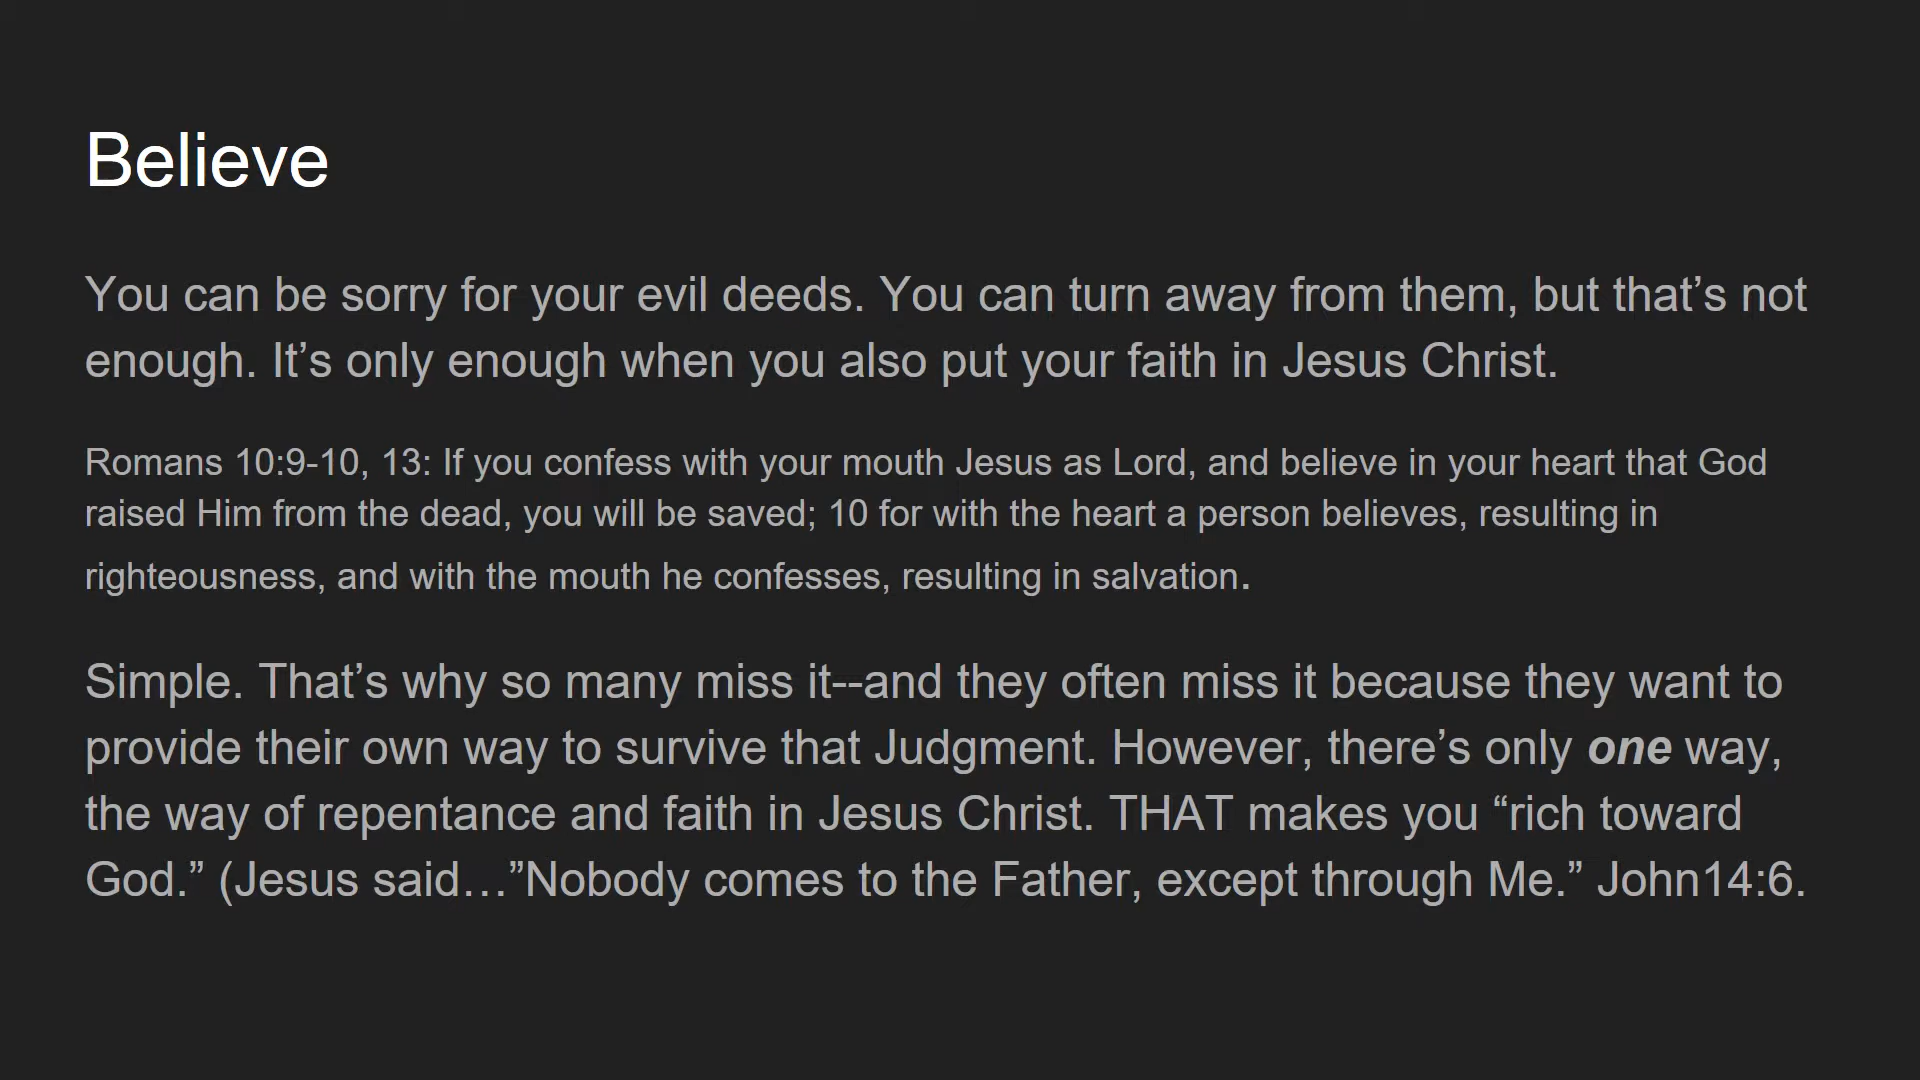 Believe
You can be sorry for your evil deeds. You can turn away from them, but that’s not
enough. It’s only enough when you also put your faith in Jesus Christ.
Romans 10:9-10, 13: If you confess with your mouth Jesus as Lord, and believe in your heart that God
raised Him from the dead, you will be saved; 10 for with the heart a person believes, resulting in
righteousness, and with the mouth he confesses, resulting in salvation.
Simple. That’s why so many miss it--and they often miss it because they want to
provide their own way to survive that Judgment. However, there’s only one way,
the way of repentance and faith in Jesus Christ. THAT makes you “rich toward
God.” (Jesus said…”Nobody comes to the Father, except through Me.” John14:6.